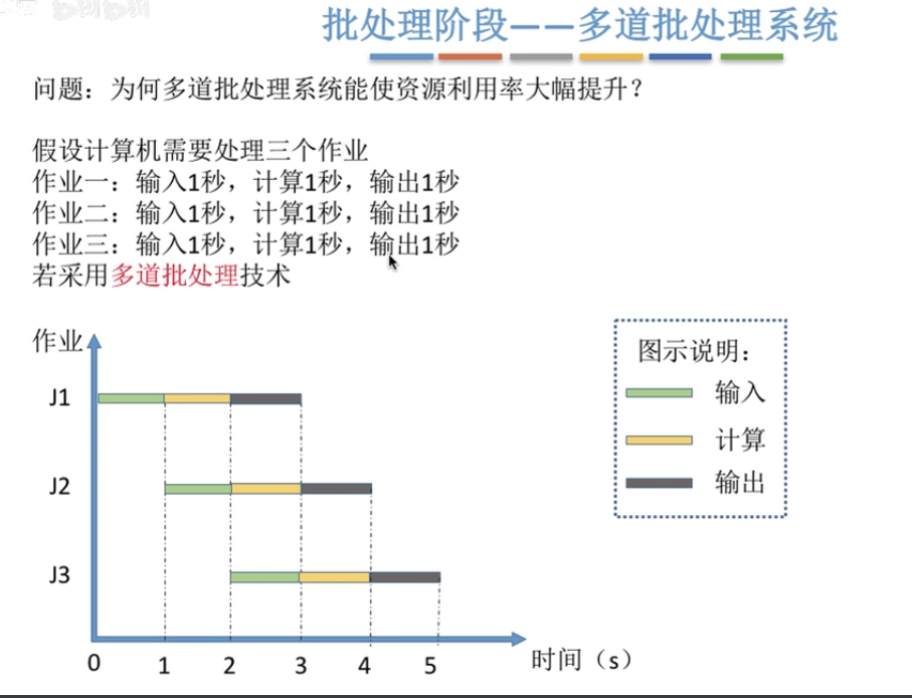 批处理阶段——多道批处理系统
问题：为何多道批处理系统能使资源利用率大幅提升？
假设计算机需要处理三个作业
作业一：输入1秒，计算1秒，输出1秒
作业二：输入1秒，计算1秒，输出1秒
作业三：输入1秒，计算1秒，输出1秒
若采用多道批处理技术
作业
图示说明：
J1
输入
计算
J2
输出
J3
0 1 2 3 4 5
时间（s）